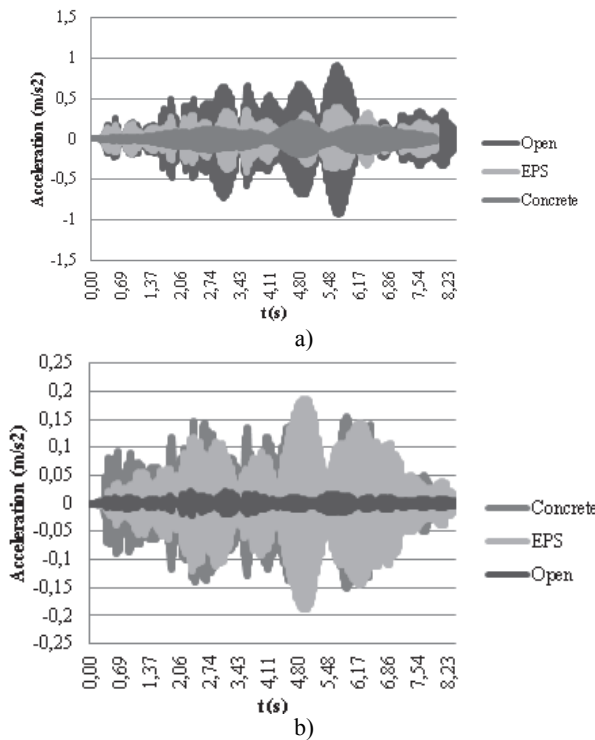 1,5
1
0,5
0
-0,5
-1
-1,5
Acceleration (m/s2)
0,00 0,69 1,37 2,06 2,74 3,43 4,11 4,80 5,48 6,17 6,86 7,54 8,23
t(s)
Open
EPS
Concrete
a)
0,25
0,2
0,15
0,1
0,05
0
-0,05
-0,1
-0,15
-0,2
-0,25
Acceleration (m/s2)
0,00 0,69 1,37 2,06 2,74 3,43 4,11 4,80 5,48 6,17 6,86 7,54 8,23
t(s)
Concrete
EPS
Open
b)